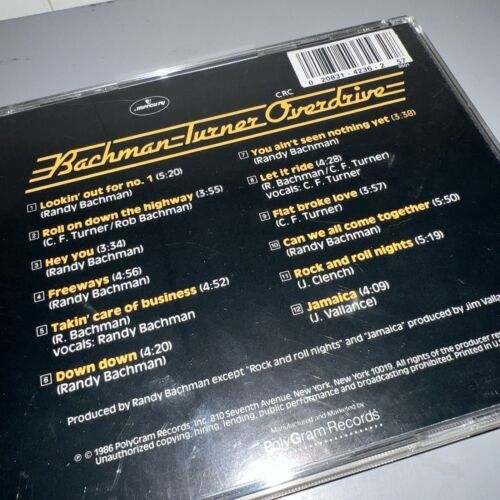 Mercury
C.RC
0 20831-4236-2 57
Bachman-Turner Overdrive
1 Lookin' out for no. 1 (5:20)
(Randy Bachman)
2 Roll on down the highway (3:55)
(C. F. Turner/Rob Bachman)
3 Hey you (3:34)
(Randy Bachman)
4 Freeways (4:56)
(Randy Bachman)
5 Takin' care of business (4:52)
(R. Bachman)
vocals: Randy Bachman
6 Down down (4:20)
(Randy Bachman)
7 You ain't seen nothing yet (3:38)
(Randy Bachman)
8 Let it ride (4:28)
(R. Bachman/C. F. Turner)
vocals: C. F. Turner
9 Flat broke love (3:57)
(C. F. Turner)
10 Can we all come together (5:50)
(Randy Bachman)
11 Rock and roll nights (5:19)
(J. Clench)
12 Jamaica (4:09)
(J. Vallance)
Produced by Randy Bachman except "Rock and roll nights" and "Jamaica" produced by Jim
℗ © 1986 PolyGram Records, Inc. 810 Seventh Avenue, New York, New York 10019. All rights of the producer
Unauthorized copying, hiring, lending, public performance and broadcasting prohibited. Printed in U.S.
Manufactured and Marketed by
PolyGram Records